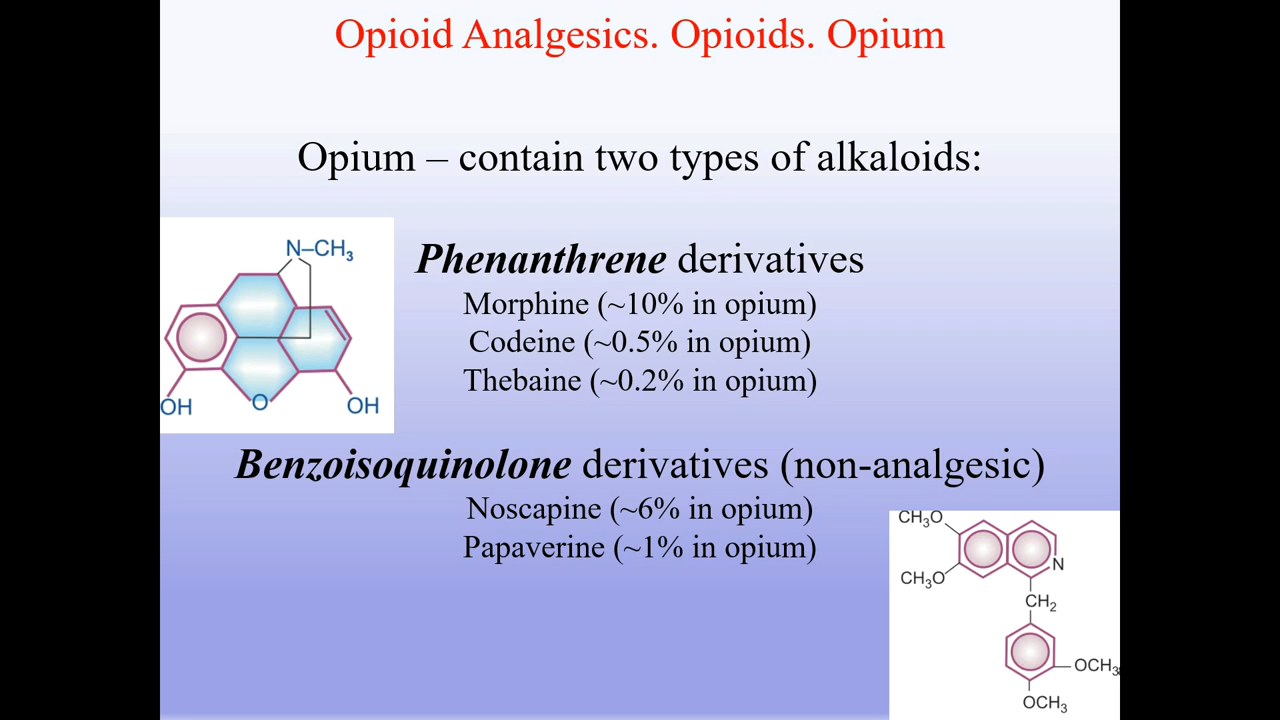 Opioid Analgesics. Opioids. Opium
Opium – contain two types of alkaloids:
N–CH₃
OH
O
OH
Phenanthrene derivatives
Morphine (~10% in opium)
Codeine (~0.5% in opium)
Thebaine (~0.2% in opium)
Benzoisoquinolone derivatives (non-analgesic)
Noscapine (~6% in opium)
Papaverine (~1% in opium)
CH₃O
CH₃O
N
CH₂
OCH₃
OCH₃